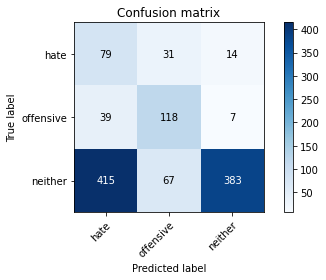 Confusion matrix
True label
hate
79
31
14
offensive
39
118
7
neither
415
67
383
hate
offensive
neither
Predicted label
400
350
300
250
200
150
100
50